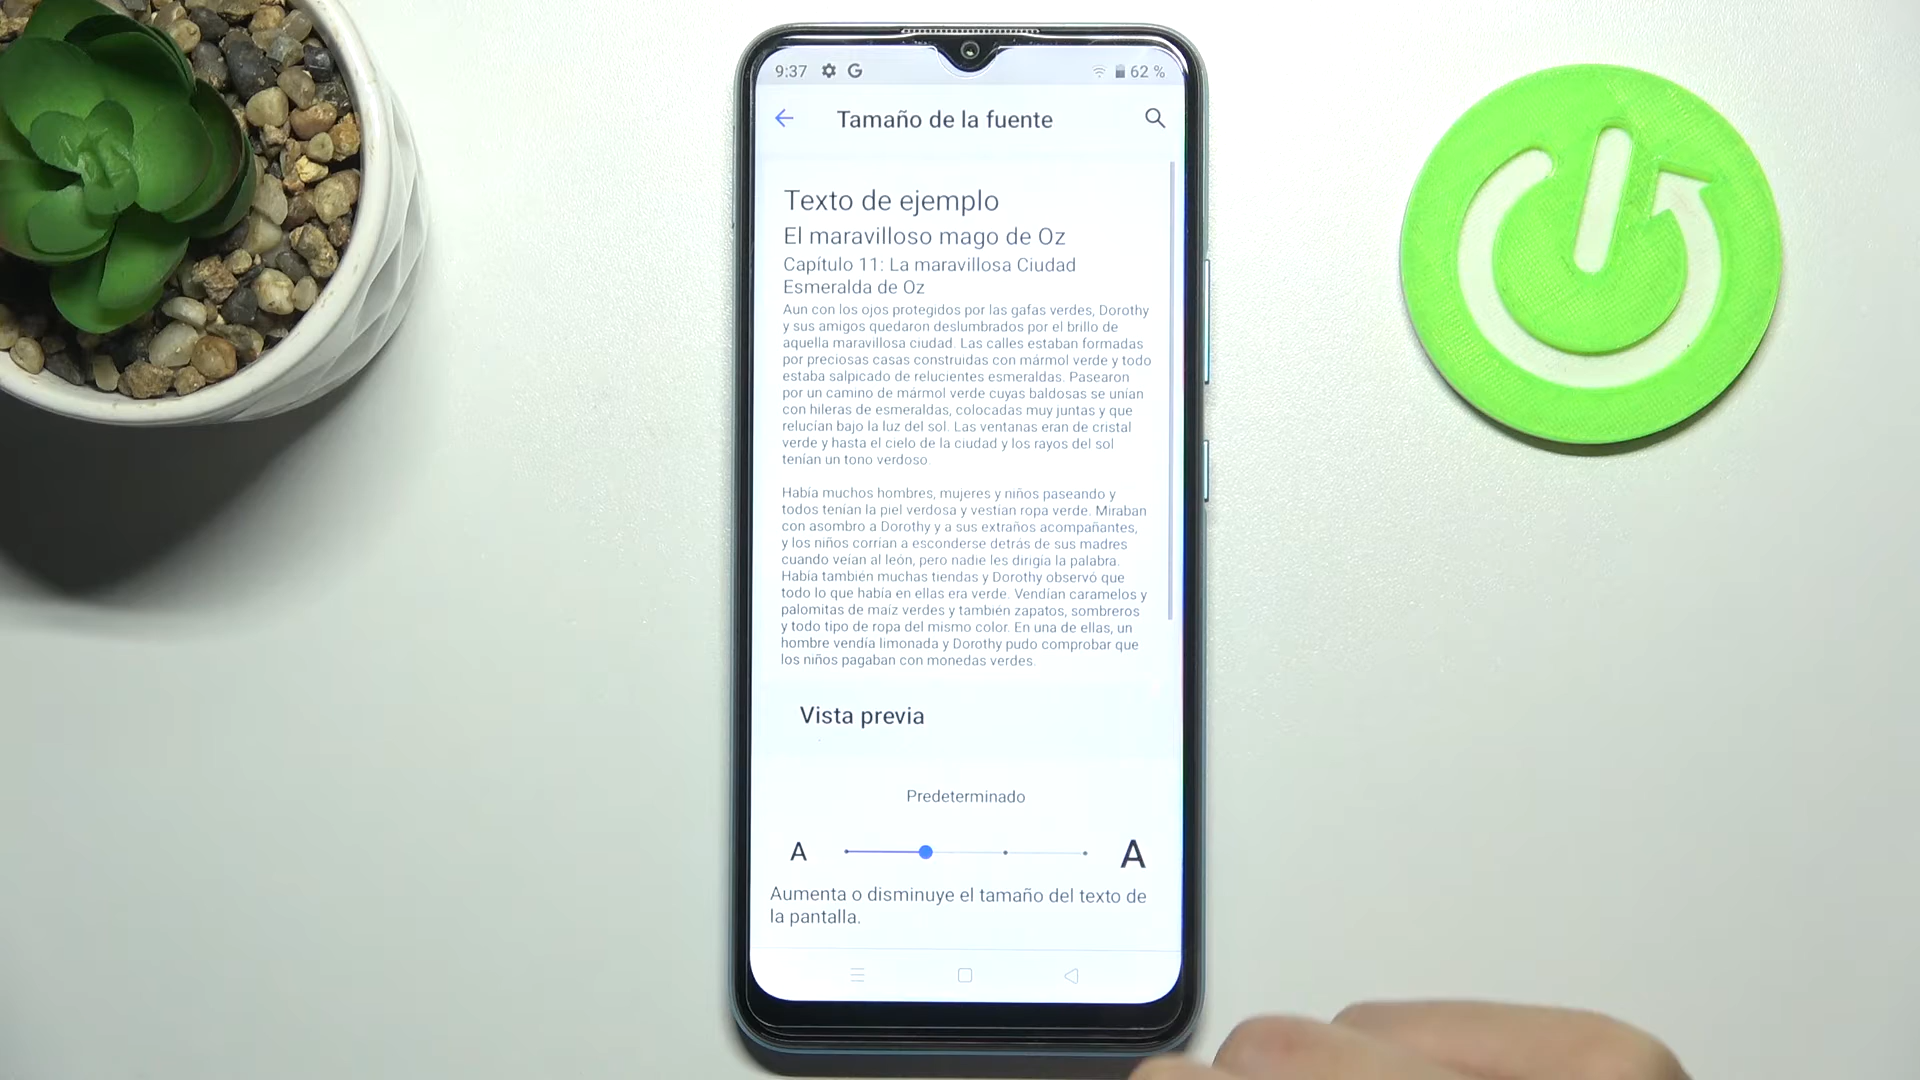 9:37 G 62 %
Tamaño de la fuente
Texto de ejemplo
El maravilloso mago de Oz
Capítulo 11: La maravillosa Ciudad
Esmeralda de Oz
Aun con los ojos protegidos por las gafas verdes, Dorothy
y sus amigos quedaron deslumbrados por el brillo de
aquella maravillosa ciudad. Las calles estaban formadas
por preciosas casas construidas con mármol verde y todo
estaba salpicado de relucientes esmeraldas. Pasearon
por un camino de mármol verde cuyas baldosas se unían
con hileras de esmeraldas, colocadas muy juntas y que
relucían bajo la luz del sol. Las ventanas eran de cristal
verde y hasta el cielo de la ciudad y los rayos del sol
tenían un tono verdoso.
Había muchos hombres, mujeres y niños paseando y
todos tenían la piel verdosa y vestían ropa verde. Miraban
con asombro a Dorothy y a sus extraños acompañantes,
y los niños corrían a esconderse detrás de sus madres
cuando veían al león, pero nadie les dirigía la palabra.
Había también muchas tiendas y Dorothy observó que
todo lo que había en ellas era verde. Vendían caramelos y
palomitas de maíz verdes y también zapatos, sombreros
y todo tipo de ropa del mismo color. En una de ellas, un
hombre vendía limonada y Dorothy pudo comprobar que
los niños pagaban con monedas verdes.
Vista previa
Predeterminado
A A
Aumenta o disminuye el tamaño del texto de
la pantalla.